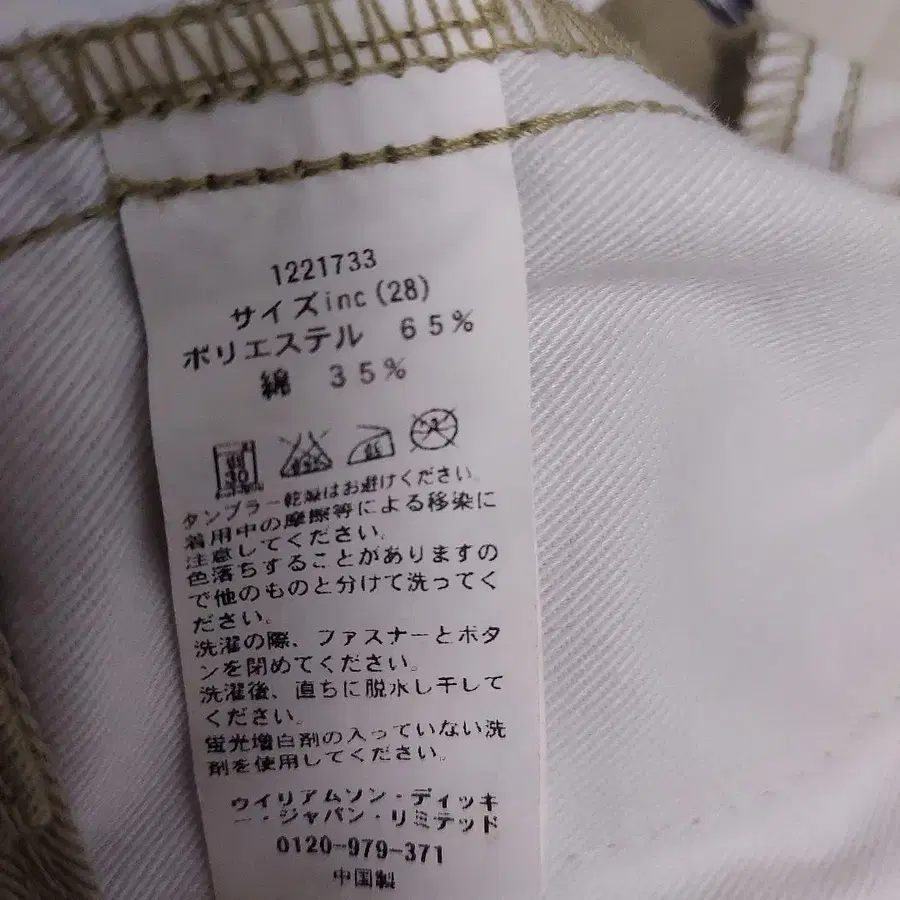 1221733
サイズinc(28)
ポリエステル 65%
綿 35%
30
タンブラー乾燥はお避けください。
着用中の摩擦等による移染に
注意してください。
色落ちすることがありますの
で他のものと分けて洗ってく
ださい。
洗濯の際、ファスナーとボタ
ンを閉めてください。
洗濯後、直ちに脱水し干して
ください。
蛍光増白剤の入っていない洗
剤を使用してください。
ウイリアムソン・ディッキ
ー・ジャパン・リミテッド
0120-979-371
中国製